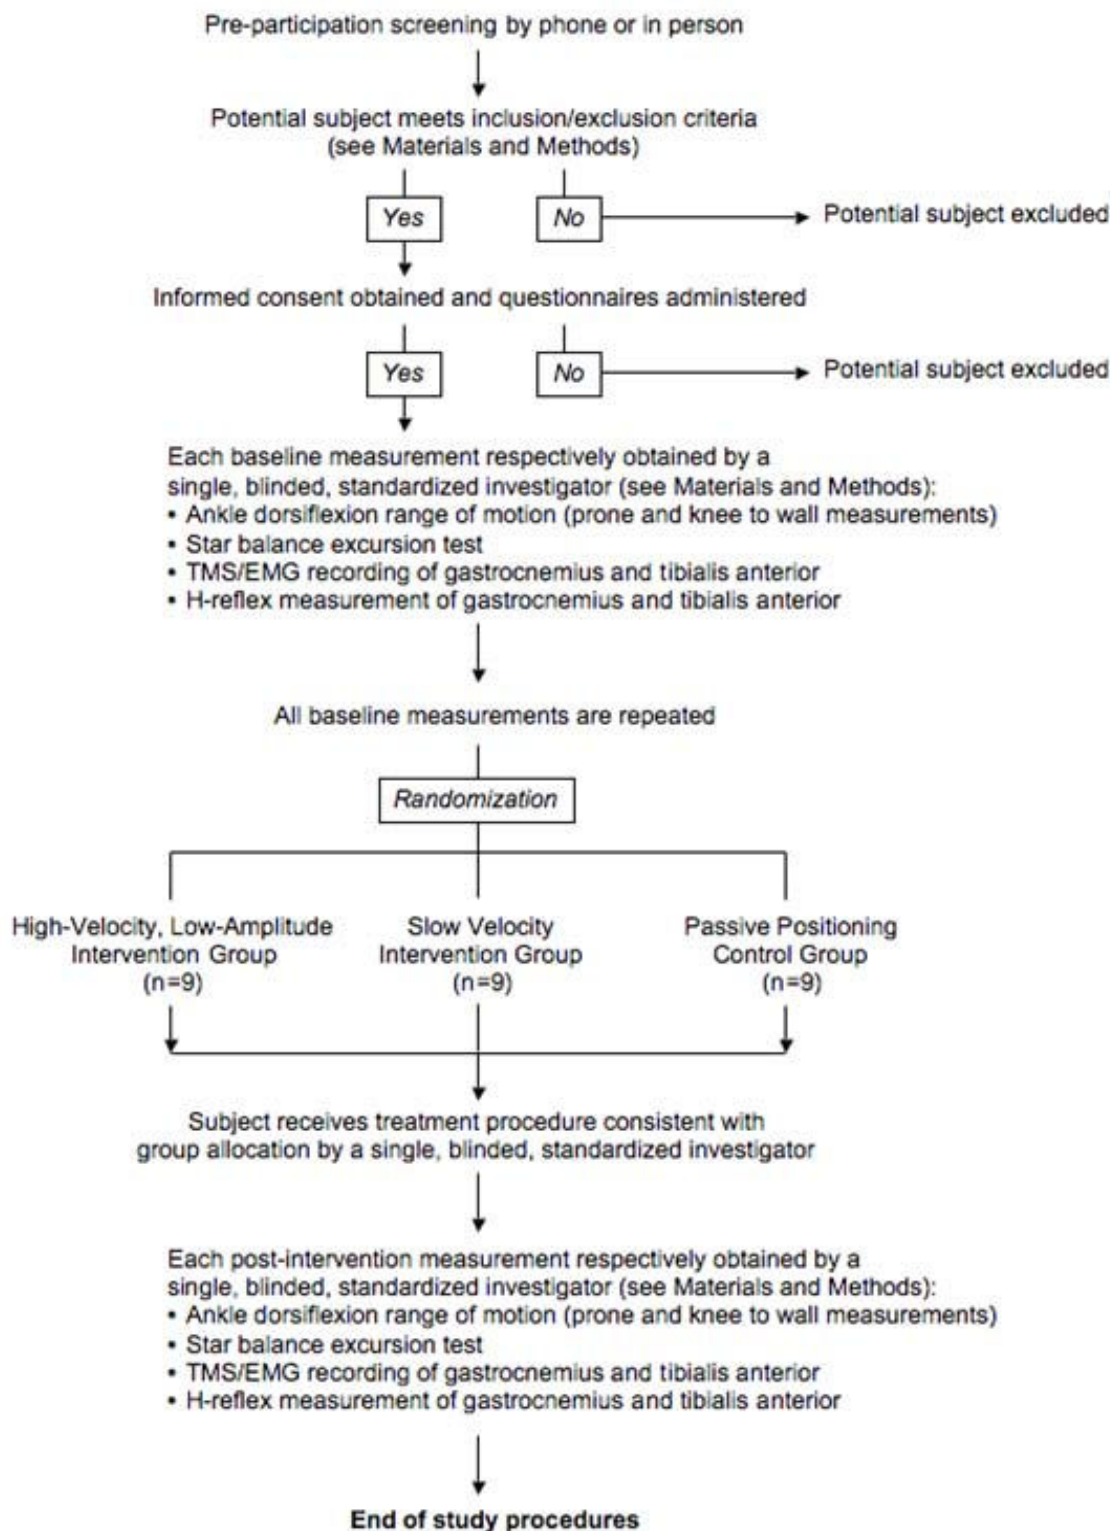 Pre-participation screening by phone or in person
Potential subject meets inclusion/exclusion criteria
(see Materials and Methods)
Yes
No
Potential subject excluded
Informed consent obtained and questionnaires administered
Yes
No
Potential subject excluded
Each baseline measurement respectively obtained by a
single, blinded, standardized investigator (see Materials and Methods):
• Ankle dorsiflexion range of motion (prone and knee to wall measurements)
• Star balance excursion test
• TMS/EMG recording of gastrocnemius and tibialis anterior
• H-reflex measurement of gastrocnemius and tibialis anterior
All baseline measurements are repeated
Randomization
High-Velocity, Low-Amplitude
Intervention Group
(n=9)
Slow Velocity
Intervention Group
(n=9)
Passive Positioning
Control Group
(n=9)
Subject receives treatment procedure consistent with
group allocation by a single, blinded, standardized investigator
Each post-intervention measurement respectively obtained by a
single, blinded, standardized investigator (see Materials and Methods):
• Ankle dorsiflexion range of motion (prone and knee to wall measurements)
• Star balance excursion test
• TMS/EMG recording of gastrocnemius and tibialis anterior
• H-reflex measurement of gastrocnemius and tibialis anterior
End of study procedures